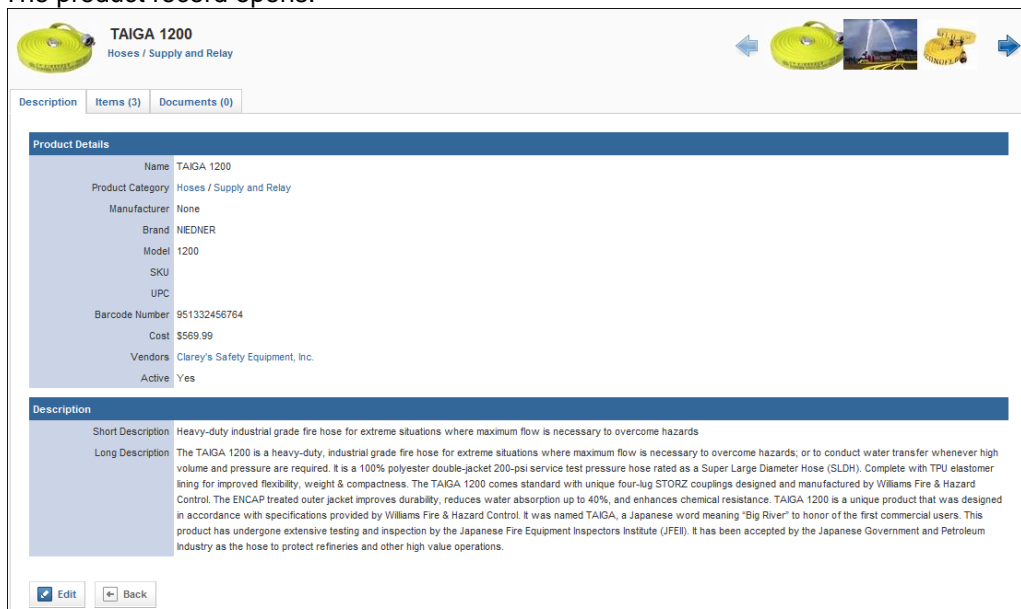 The product record opens.
TAIGA 1200
Hoses / Supply and Relay
Description Items (3) Documents (0)
Product Details
Name TAIGA 1200
Product Category Hoses / Supply and Relay
Manufacturer None
Brand NIEDNER
Model 1200
SKU
UPC
Barcode Number 951332456764
Cost $569.99
Vendors Clarey's Safety Equipment, Inc.
Active Yes
Description
Short Description Heavy-duty industrial grade fire hose for extreme situations where maximum flow is necessary to overcome hazards
Long Description The TAIGA 1200 is a heavy-duty, industrial grade fire hose for extreme situations where maximum flow is necessary to overcome hazards; or to conduct water transfer whenever high
volume and pressure are required. It is a 100% polyester double-jacket 200-psi service test pressure hose rated as a Super Large Diameter Hose (SLDH). Complete with TPU elastomer
lining for improved flexibility, weight & compactness. The TAIGA 1200 comes standard with unique four-lug STORZ couplings designed and manufactured by Williams Fire & Hazard
Control. The ENCAP treated outer jacket improves durability, reduces water absorption up to 40%, and enhances chemical resistance. TAIGA 1200 is a unique product that was designed
in accordance with specifications provided by Williams Fire & Hazard Control. It was named TAIGA, a Japanese word meaning “Big River” to honor of the first commercial users. This
product has undergone extensive testing and inspection by the Japanese Fire Equipment Inspectors Institute (JFEII). It has been accepted by the Japanese Government and Petroleum
Industry as the hose to protect refineries and other high value operations.
Edit Back